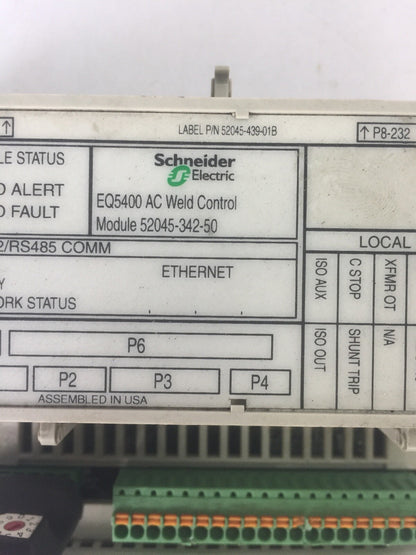 LABEL P/N 52045-439-01B
↑ P8-232
LE STATUS
Schneider
Electric
D ALERT
EQ5400 AC Weld Control
D FAULT
Module 52045-342-50
2/RS485 COMM
LOCAL
ETHERNET
Y
ORK STATUS
ISO AUX
C STOP
XFMR OT
ISO OUT
SHUNT TRIP
N/A
P6
P2
P3
P4
ASSEMBLED IN USA